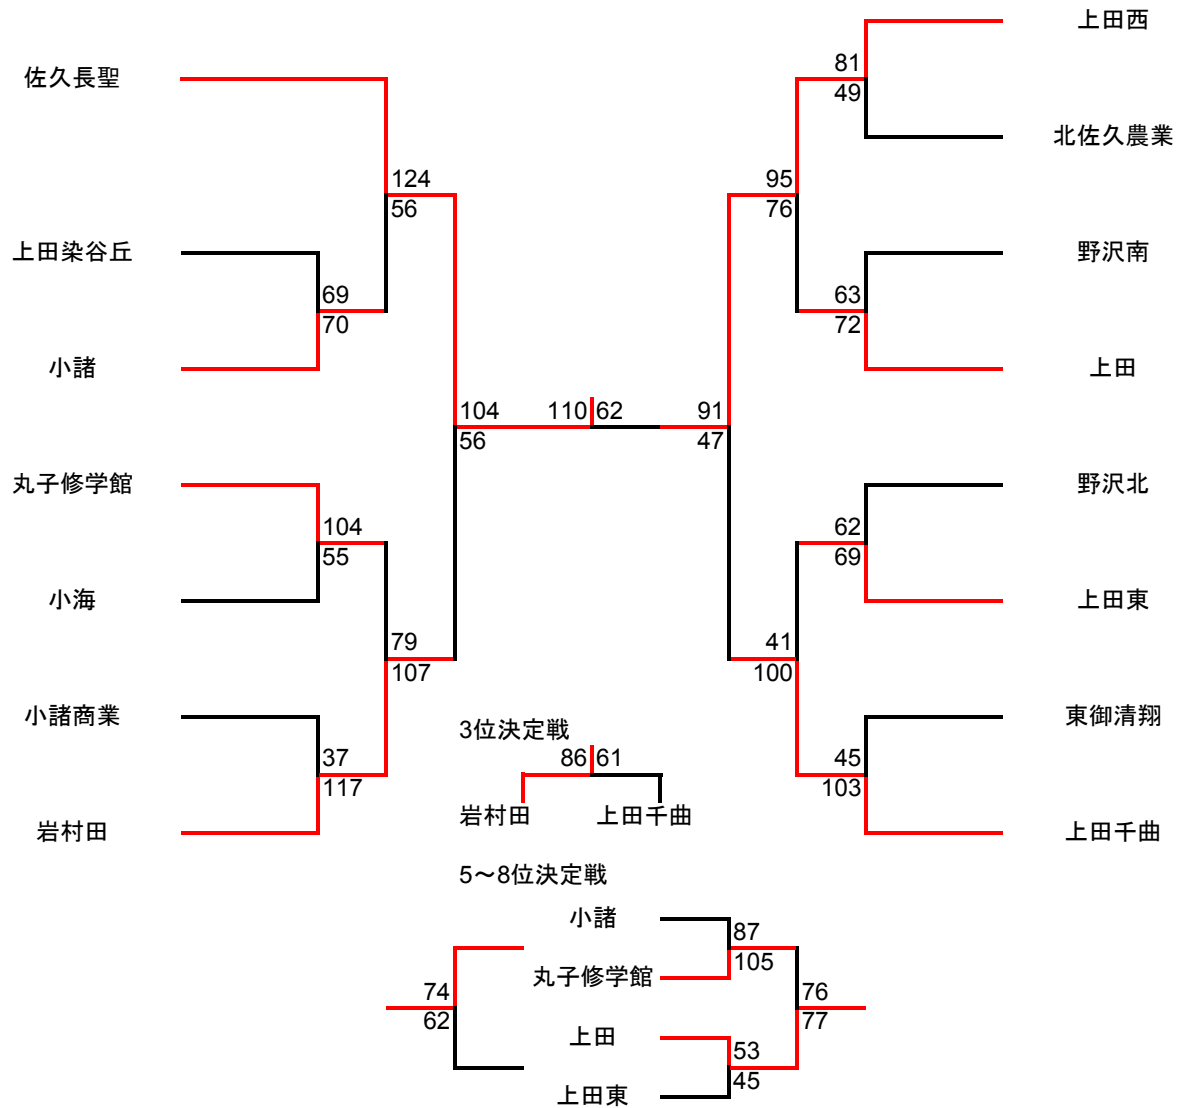 佐久長聖
上田染谷丘
小諸
丸子修学館
小海
小諸商業
岩村田
124
56
69
70
104
55
79
107
37
117
104
56
110 62
91
47
上田西
北佐久農業
野沢南
上田
野沢北
上田東
東御清翔
上田千曲
81
49
95
76
63
72
62
69
41
100
45
103
3位決定戦
86 61
岩村田 上田千曲
5～8位決定戦
小諸
丸子修学館
上田
上田東
87
105
53
45
76
77
74
62